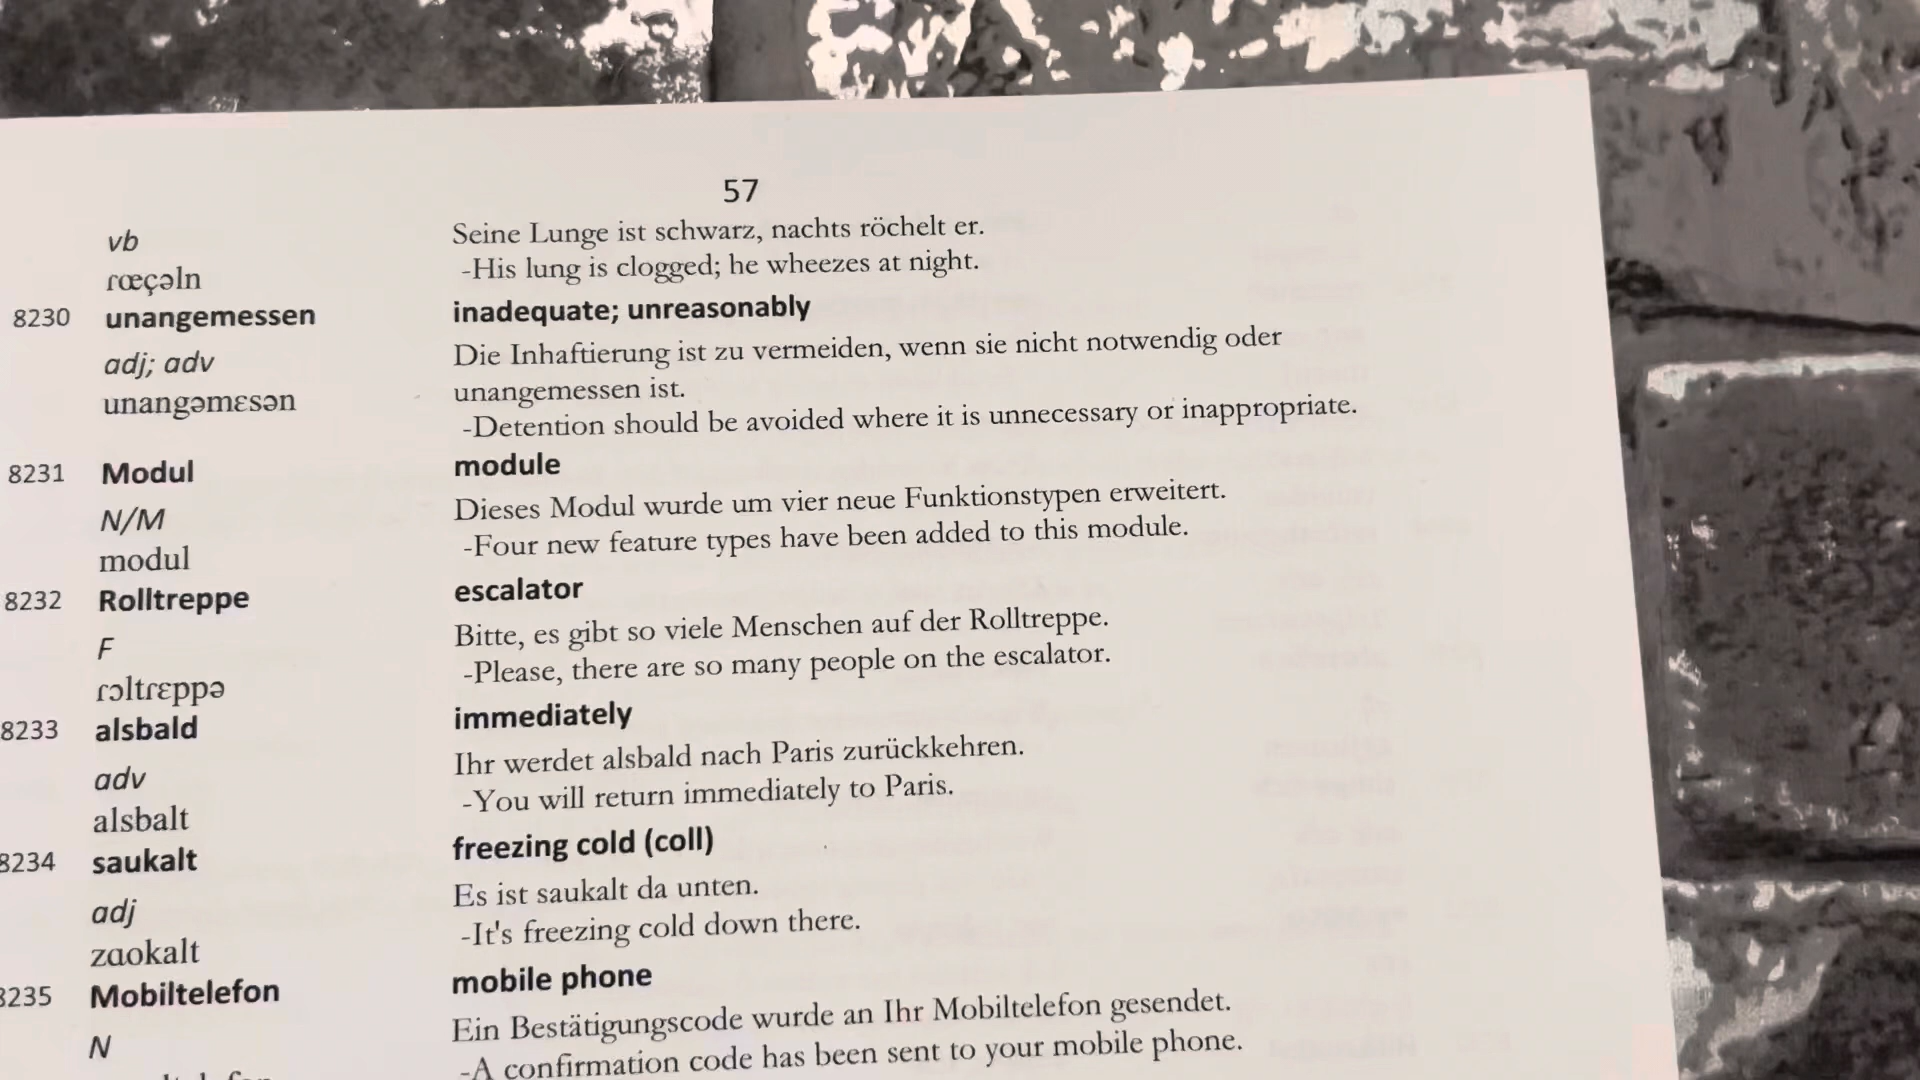 57
vb
rœçəln
Seine Lunge ist schwarz, nachts röchelt er.
-His lung is clogged; he wheezes at night.
8230 unangemessen
adj; adv
unangəmɛsən
inadequate; unreasonably
Die Inhaftierung ist zu vermeiden, wenn sie nicht notwendig oder
unangemessen ist.
-Detention should be avoided where it is unnecessary or inappropriate.
8231 Modul
N/M
modul
module
Dieses Modul wurde um vier neue Funktionstypen erweitert.
-Four new feature types have been added to this module.
8232 Rolltreppe
F
rɔltrɛppə
escalator
Bitte, es gibt so viele Menschen auf der Rolltreppe.
-Please, there are so many people on the escalator.
8233 alsbald
adv
alsbalt
immediately
Ihr werdet alsbald nach Paris zurückkehren.
-You will return immediately to Paris.
8234 saukalt
adj
zɑokalt
freezing cold (coll)
Es ist saukalt da unten.
-It's freezing cold down there.
8235 Mobiltelefon
N
mobile phone
Ein Bestätigungscode wurde an Ihr Mobiltelefon gesendet.
-A confirmation code has been sent to your mobile phone.